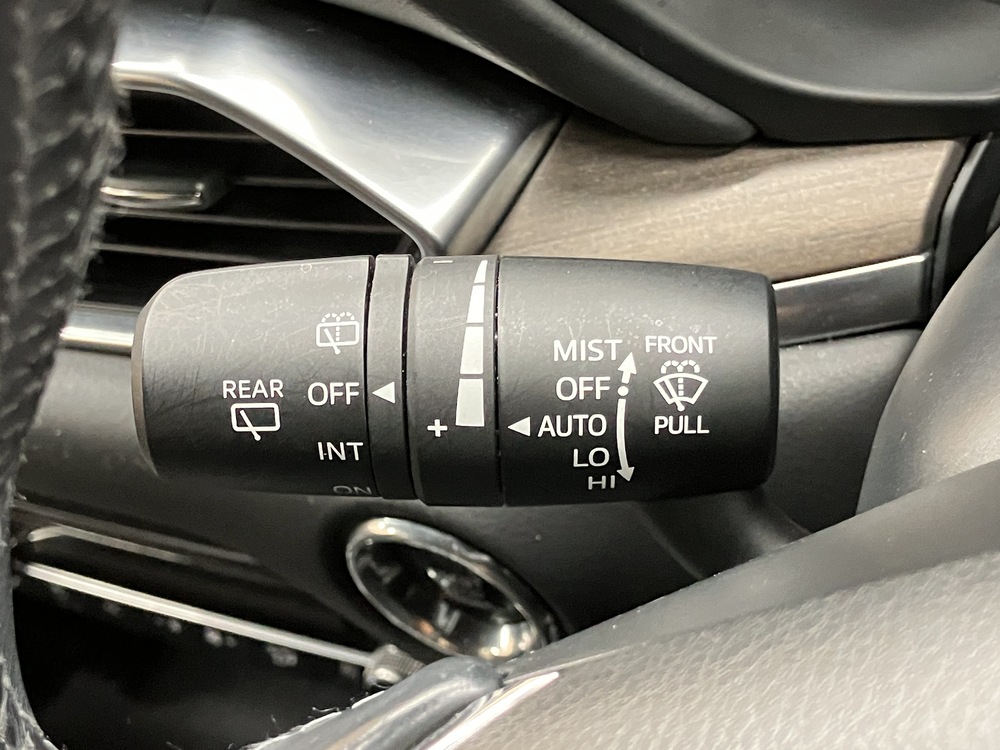 REAR
OFF
INT
ON
+
MIST
OFF
AUTO
LO
HI
FRONT
PULL